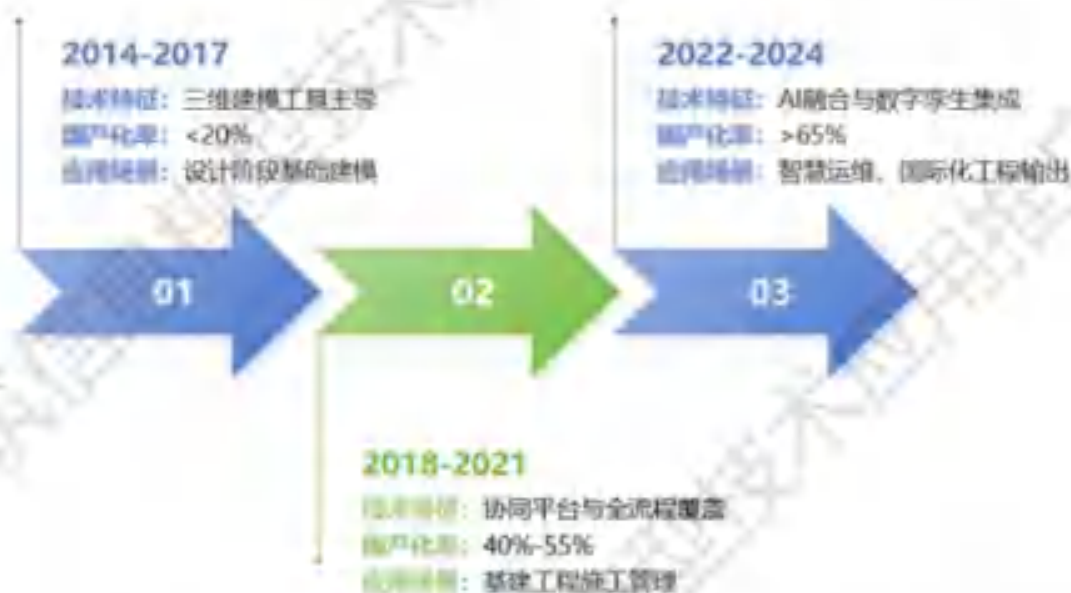 2014-2017
技术特征：三维建模工具主导
国产化率：<20%
应用场景：设计阶段基础建模
01
02
2018-2021
技术特征：协同平台与全流程覆盖
国产化率：40%-55%
应用场景：基建工程施工管理
03
2022-2024
技术特征：AI融合与数字孪生集成
国产化率：>65%
应用场景：智慧运维、国际化工程输出